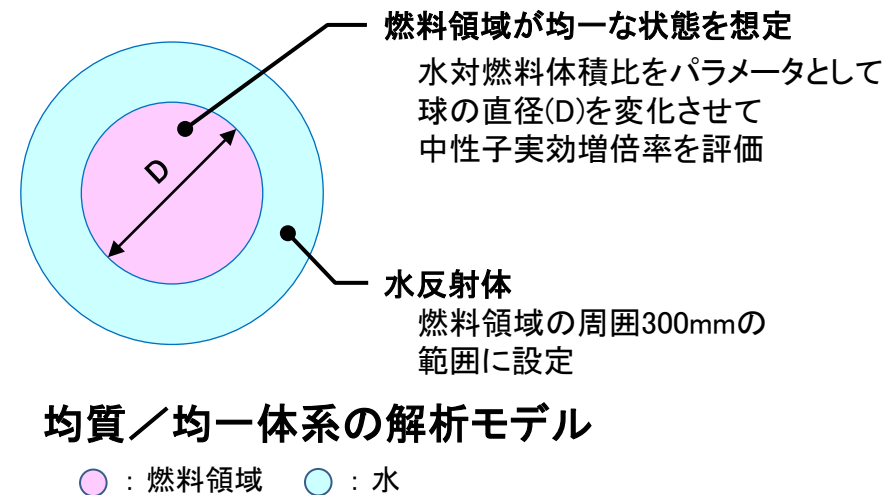 燃料領域が均一な状態を想定
水対燃料体積比をパラメータとして
球の直径(D)を変化させて
中性子実効増倍率を評価
D
水反射体
燃料領域の周囲300mmの
範囲に設定
均質／均一体系の解析モデル
：燃料領域　：水